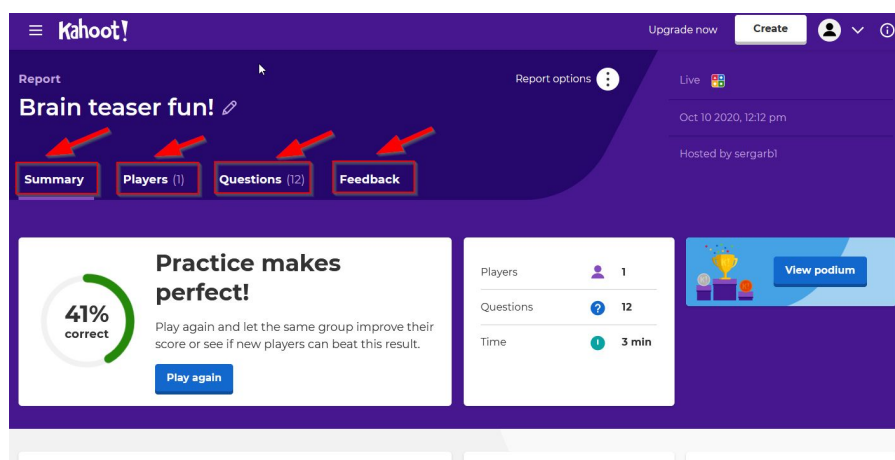 Kahoot!
Upgrade now
Create
Report
Report options
Brain teaser fun!
Live
Oct 10 2020, 12:12 pm
Hosted by sergarb1
Summary
Players (1)
Questions (12)
Feedback
41%
correct
Practice makes
perfect!
Play again and let the same group improve their
score or see if new players can beat this result.
Play again
Players 1
Questions 12
Time 3 min
View podium